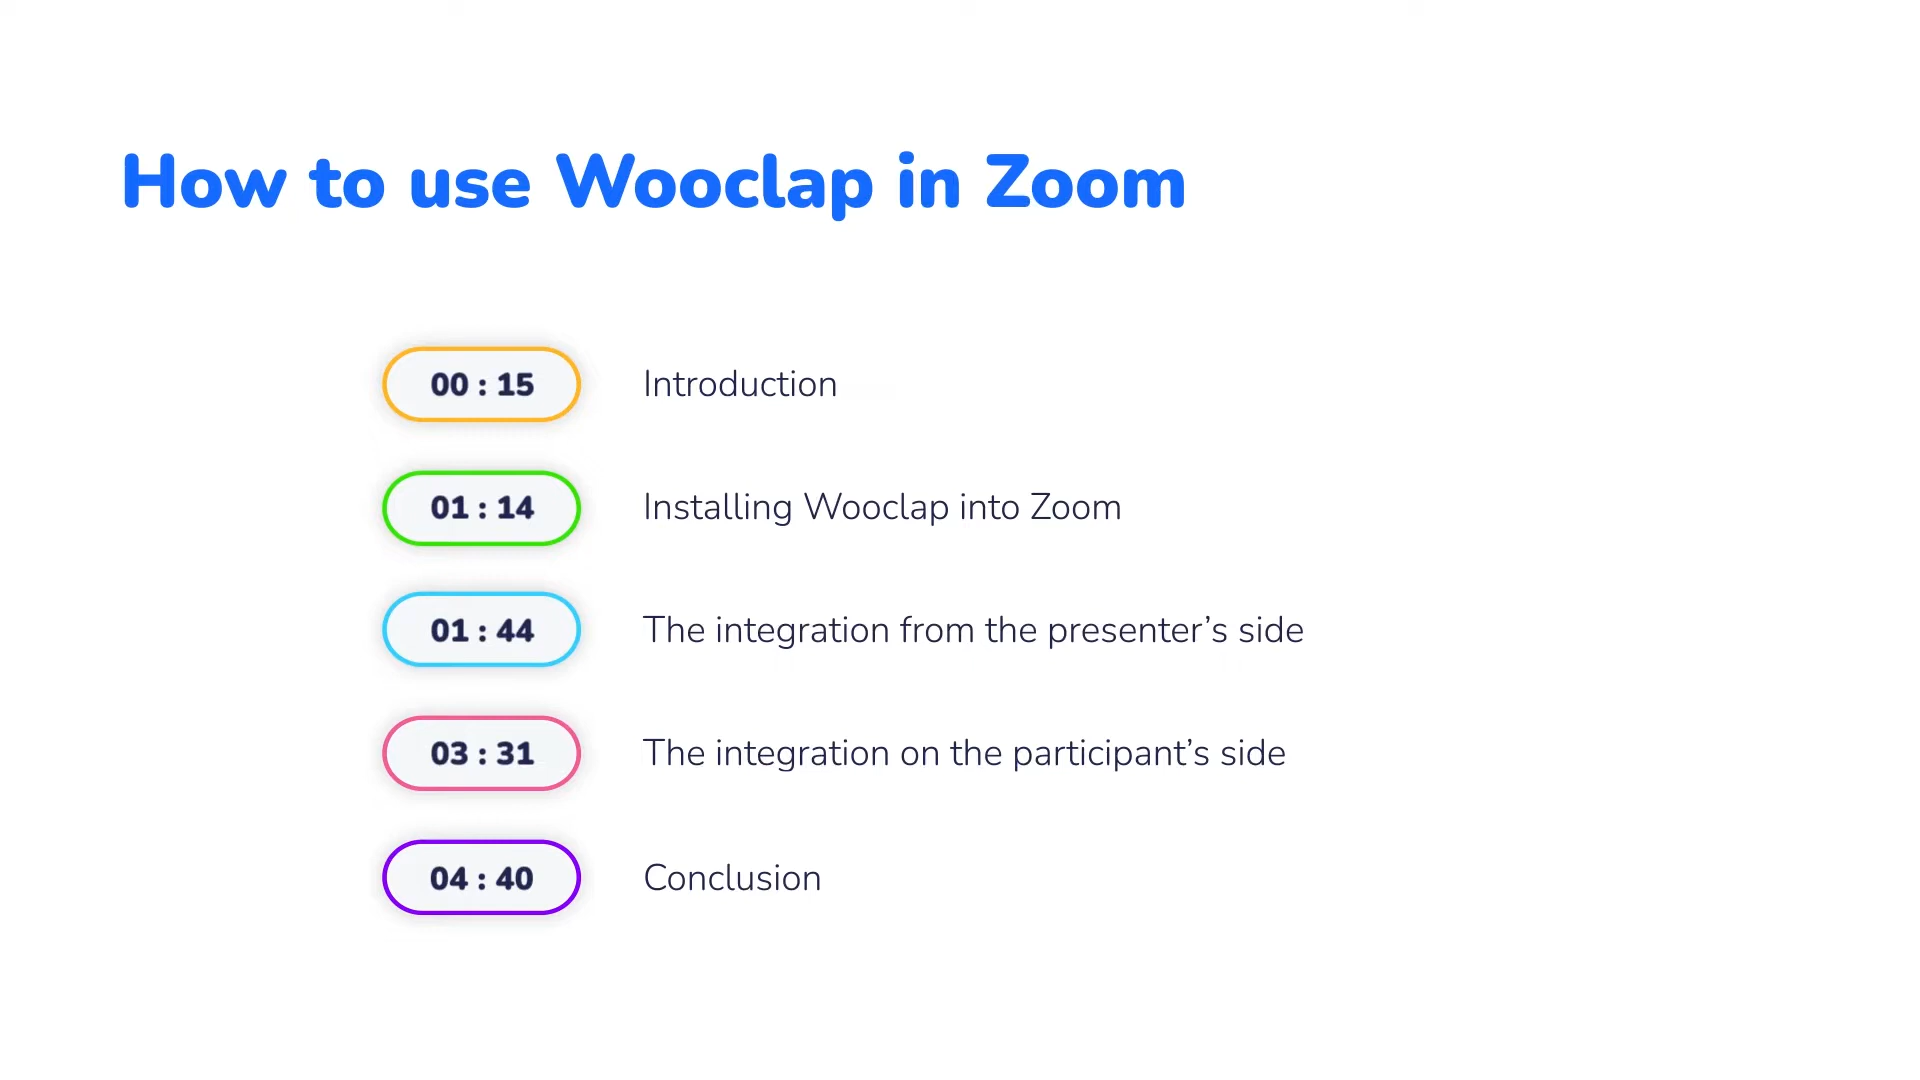 How to use Wooclap in Zoom
00 : 15 Introduction
01 : 14 Installing Wooclap into Zoom
01 : 44 The integration from the presenter’s side
03 : 31 The integration on the participant’s side
04 : 40 Conclusion